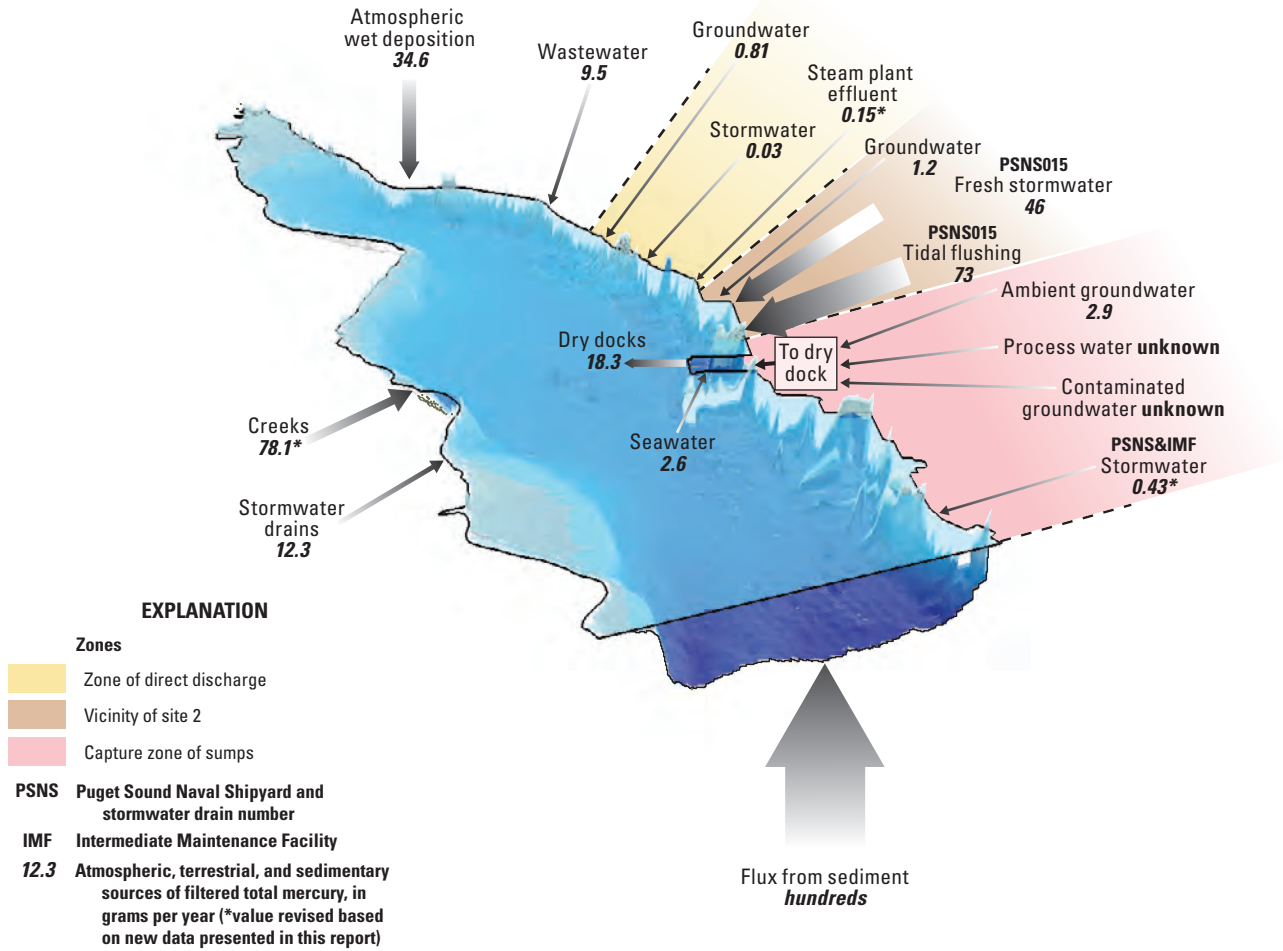 Atmospheric
wet deposition
34.6
Wastewater
9.5
Groundwater
0.81
Steam plant
effluent
0.15*
Stormwater
0.03
Groundwater
1.2
PSNS015
Fresh stormwater
46
PSNS015
Tidal flushing
73
Ambient groundwater
2.9
Process water unknown
Contaminated
groundwater unknown
To dry
dock
Dry docks
18.3
Seawater
2.6
PSNS&IMF
Stormwater
0.43*
Creeks
78.1*
Stormwater
drains
12.3
Flux from sediment
hundreds
EXPLANATION
Zones
Zone of direct discharge
Vicinity of site 2
Capture zone of sumps
PSNS Puget Sound Naval Shipyard and
stormwater drain number
IMF Intermediate Maintenance Facility
12.3 Atmospheric, terrestrial, and sedimentary
sources of filtered total mercury, in
grams per year (*value revised based
on new data presented in this report)